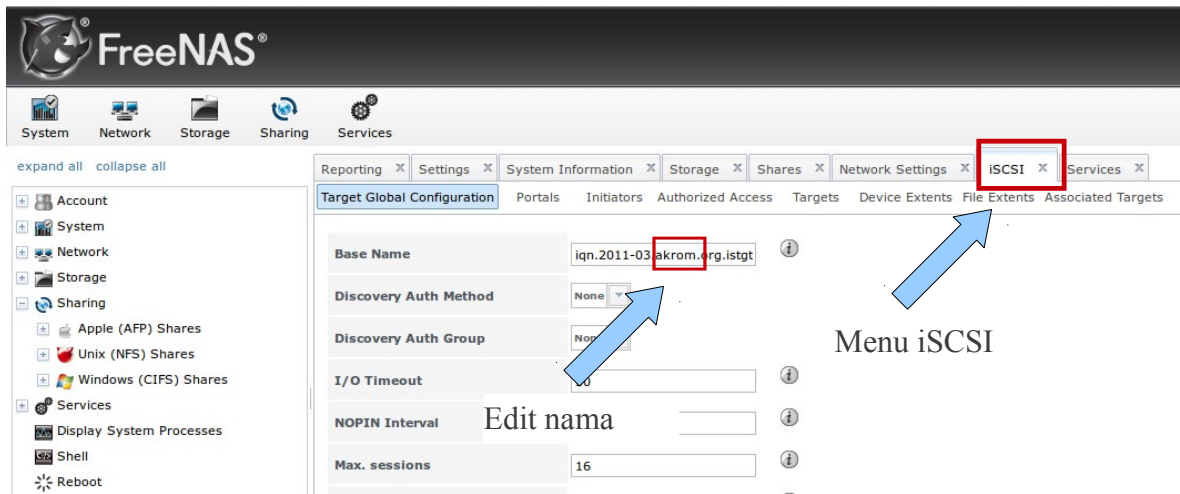 FreeNAS®
System Network Storage Sharing Services
expand all collapse all
Account
System
Network
Storage
Sharing
Apple (AFP) Shares
Unix (NFS) Shares
Windows (CIFS) Shares
Services
Display System Processes
Shell
Reboot
Reporting X Settings X System Information X Storage X Shares X Network Settings X iSCSI X Services X
Target Global Configuration Portals Initiators Authorized Access Targets Device Extents File Extents Associated Targets
Base Name iqn.2011-03.akrom.org.istgt
Discovery Auth Method None
Discovery Auth Group
I/O Timeout
NOPIN Interval
Max. sessions 16
Menu iSCSI
Edit nama